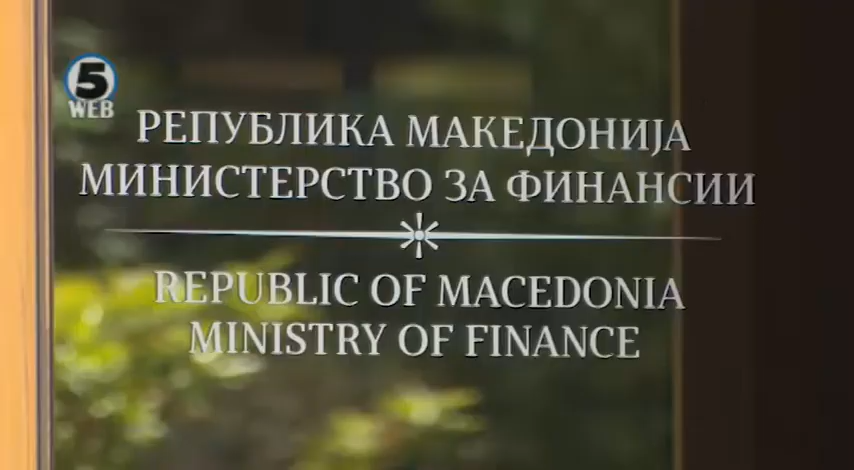 5
WEB
РЕПУБЛИКА МАКЕДОНИЈА
МИНИСТЕРСТВО ЗА ФИНАНСИИ
REPUBLIC OF MACEDONIA
MINISTRY OF FINANCE